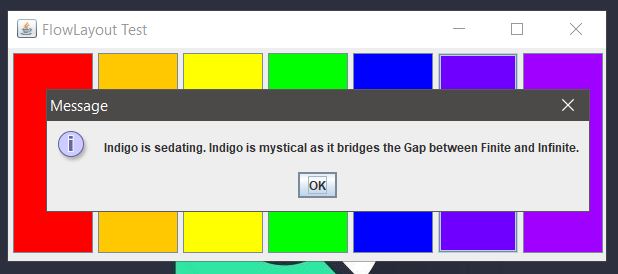 FlowLayout Test
Message
Indigo is sedating. Indigo is mystical as it bridges the Gap between Finite and Infinite.
OK